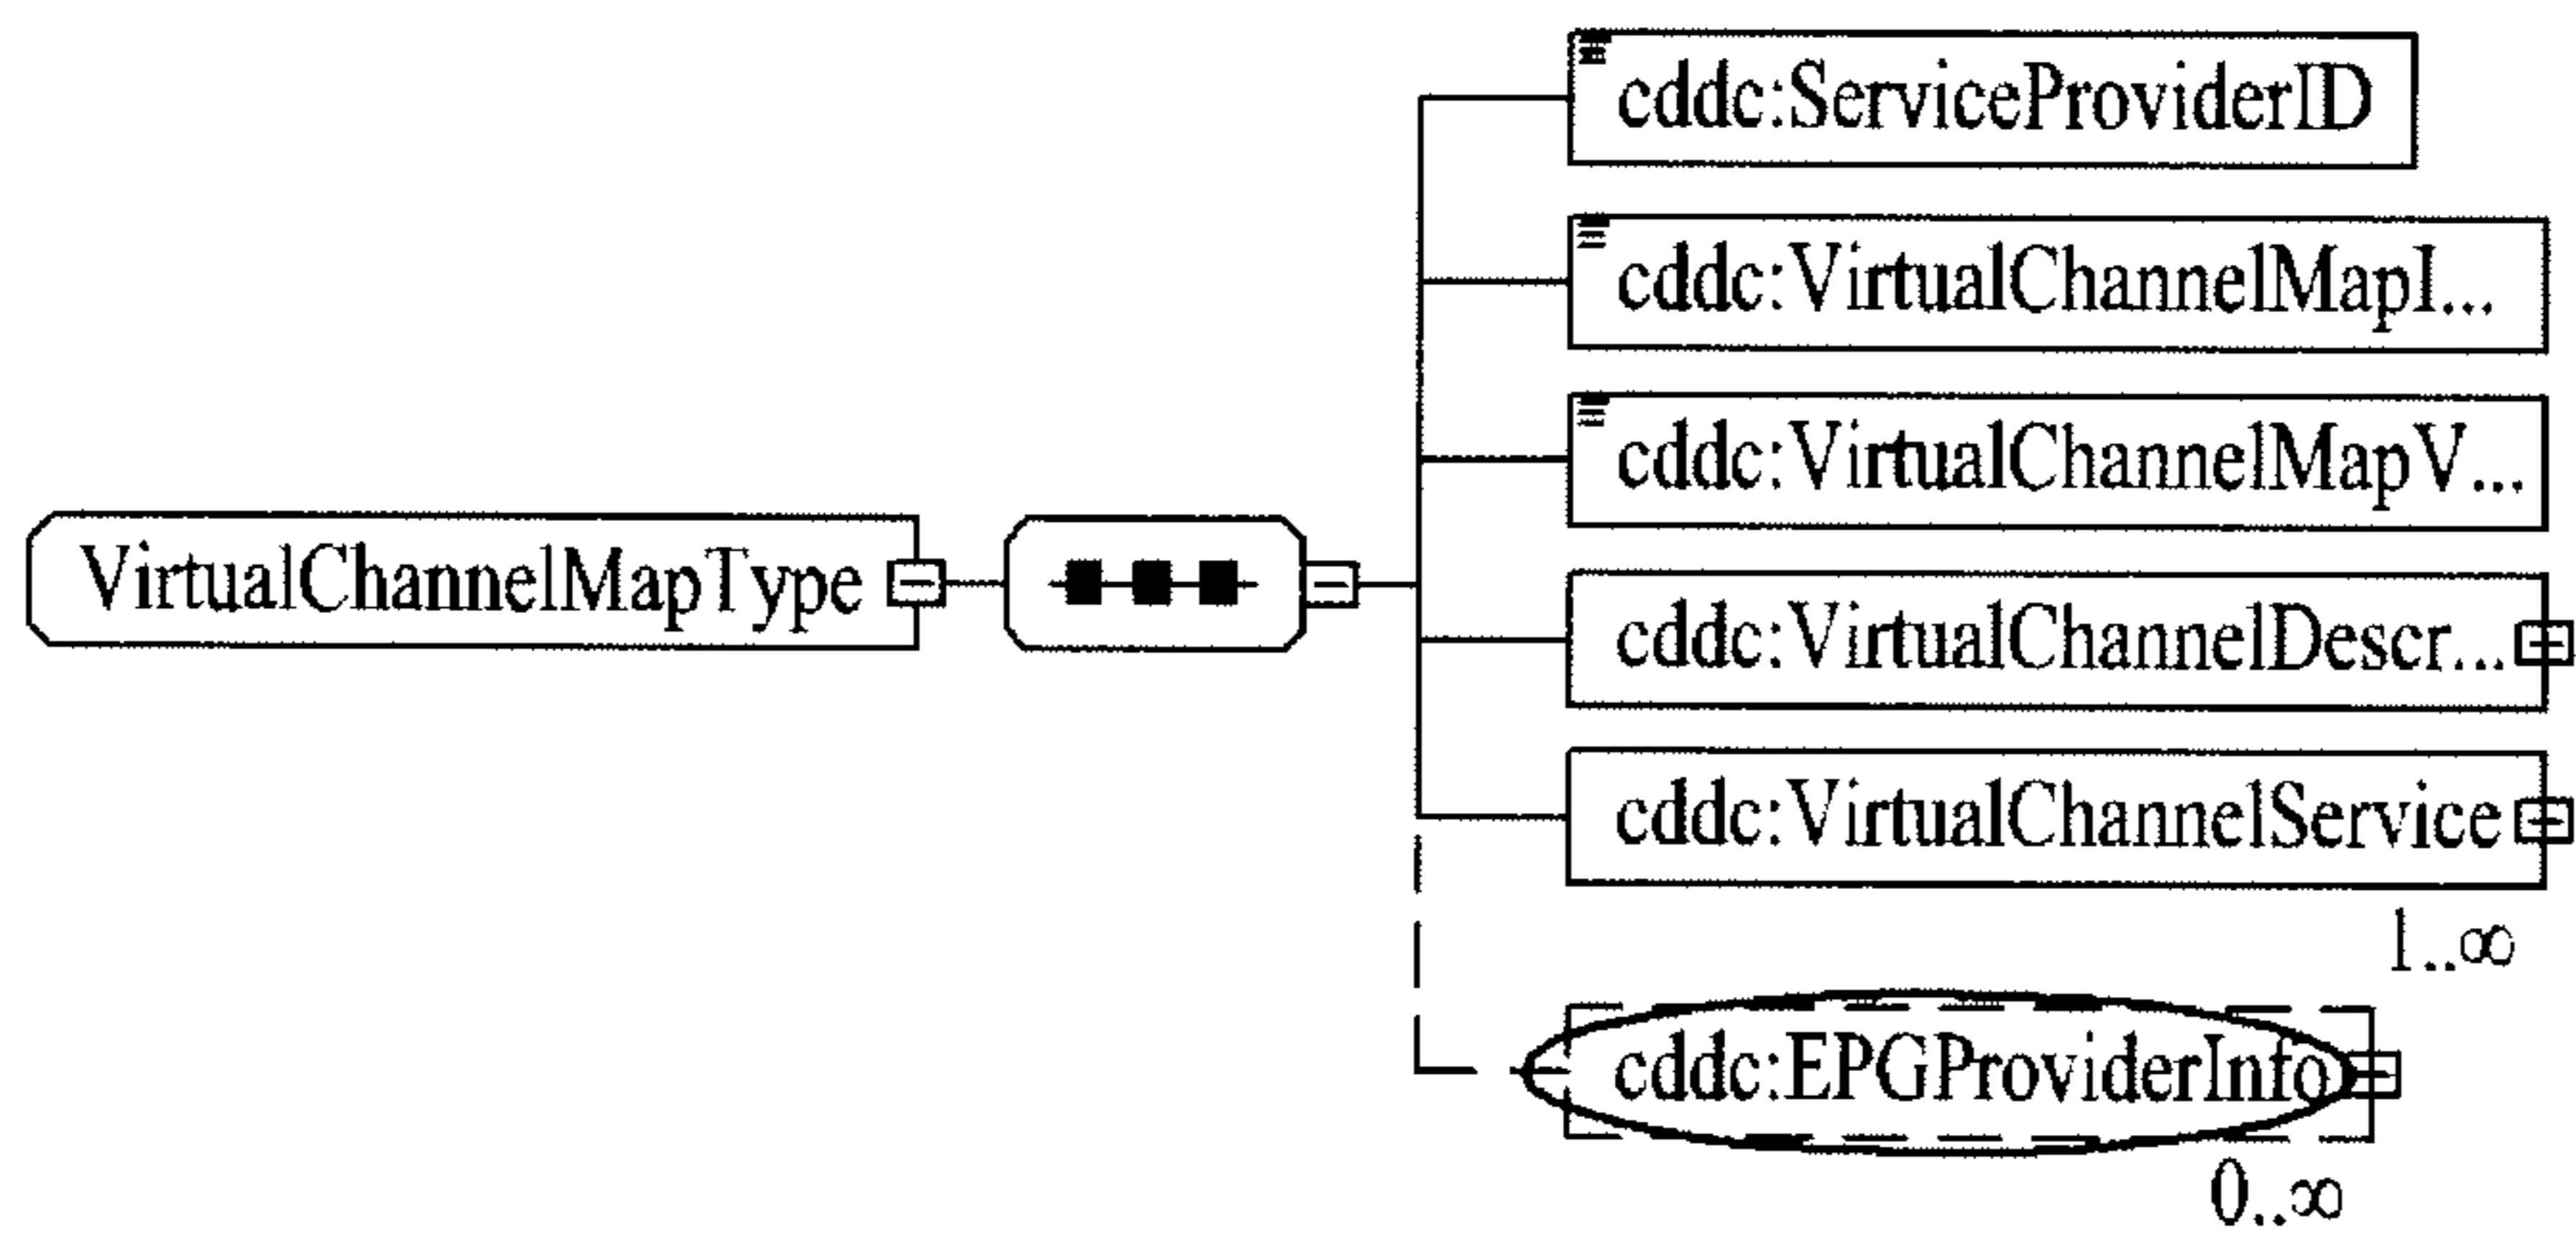 cddc:ServiceProviderID
cddc:VirtualChannelMapI...
cddc:VirtualChannelMapV...
VirtualChannelMapType
cddc:VirtualChannelDescr...
cddc:VirtualChannelService
1..∞
cddc:EPGProviderInfo
0..∞